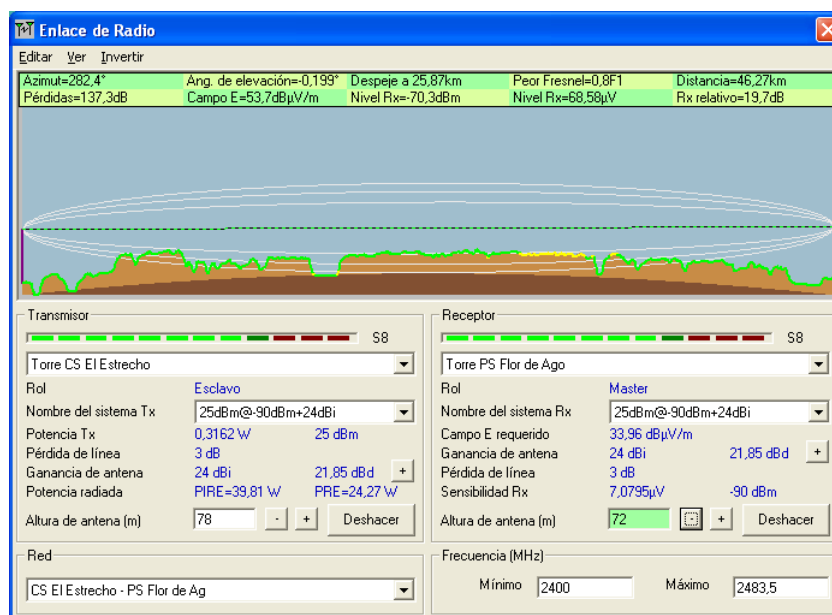 Enlace de Radio
Editar Ver Invertir
Azimut=282,4° Ang. de elevación=-0,199° Despeje a 25,87km Peor Fresnel=0,8F1 Distancia=46,27km
Pérdidas=137,3dB Campo E=53,7dBµV/m Nivel Rx=-70,3dBm Nivel Rx=68,58µV Rx relativo=19,7dB
Transmisor
S8
Torre CS El Estrecho
Rol Esclavo
Nombre del sistema Tx 25dBm@-90dBm+24dBi
Potencia Tx 0,3162 W 25 dBm
Pérdida de línea 3 dB
Ganancia de antena 24 dBi 21,85 dBd +
Potencia radiada PIRE=39,81 W PRE=24,27 W
Altura de antena (m) 78 - + Deshacer
Red
CS El Estrecho - PS Flor de Ag
Receptor
S8
Torre PS Flor de Ago
Rol Master
Nombre del sistema Rx 25dBm@-90dBm+24dBi
Campo E requerido 33,96 dBµV/m
Ganancia de antena 24 dBi 21,85 dBd +
Pérdida de línea 3 dB
Sensibilidad Rx 7,0795µV -90 dBm
Altura de antena (m) 72 - + Deshacer
Frecuencia (MHz)
Mínimo 2400 Máximo 2483,5